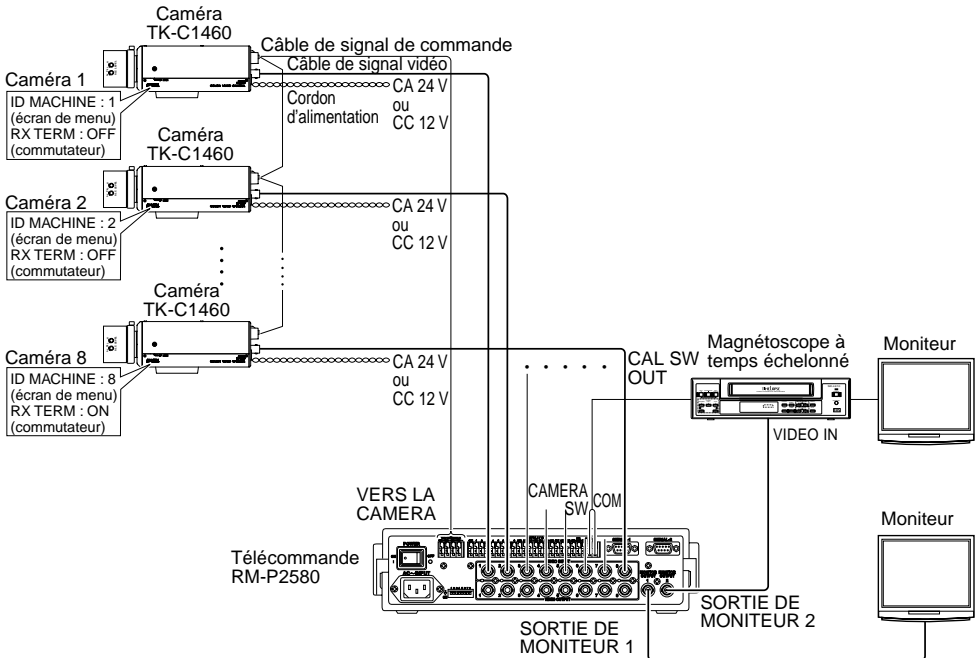 Caméra
TK-C1460
Câble de signal de commande
Câble de signal vidéo
Caméra 1
ID MACHINE : 1
(écran de menu)
RX TERM : OFF
(commutateur)
CA 24 V
ou
CC 12 V
Cordon
d'alimentation
Caméra
TK-C1460
Caméra 2
ID MACHINE : 2
(écran de menu)
RX TERM : OFF
(commutateur)
CA 24 V
ou
CC 12 V
Caméra
TK-C1460
Caméra 8
ID MACHINE : 8
(écran de menu)
RX TERM : ON
(commutateur)
CA 24 V
ou
CC 12 V
CAL SW
OUT
Magnétoscope à
temps échelonné
Moniteur
VIDEO IN
VERS LA
CAMERA
CAMERA
SW
COM
Moniteur
Télécommande
RM-P2580
POWER
SORTIE DE
MONITEUR 2
SORTIE DE
MONITEUR 1